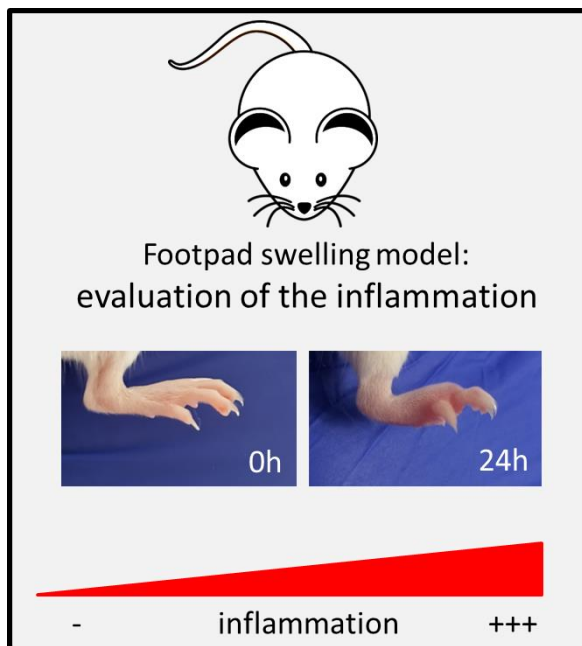 Footpad swelling model:
evaluation of the inflammation
0h 24h
- inflammation +++